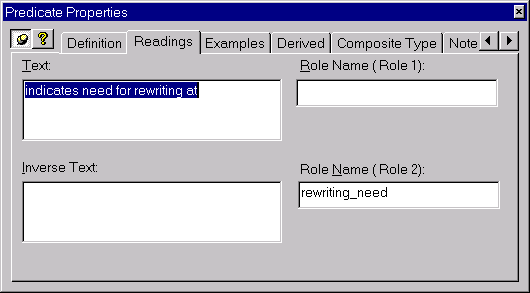 Predicate Properties
Definition Readings Examples Derived Composite Type Note
Text:
indicates need for rewriting at
Role Name ( Role 1):
Inverse Text:
Role Name ( Role 2):
rewriting_need